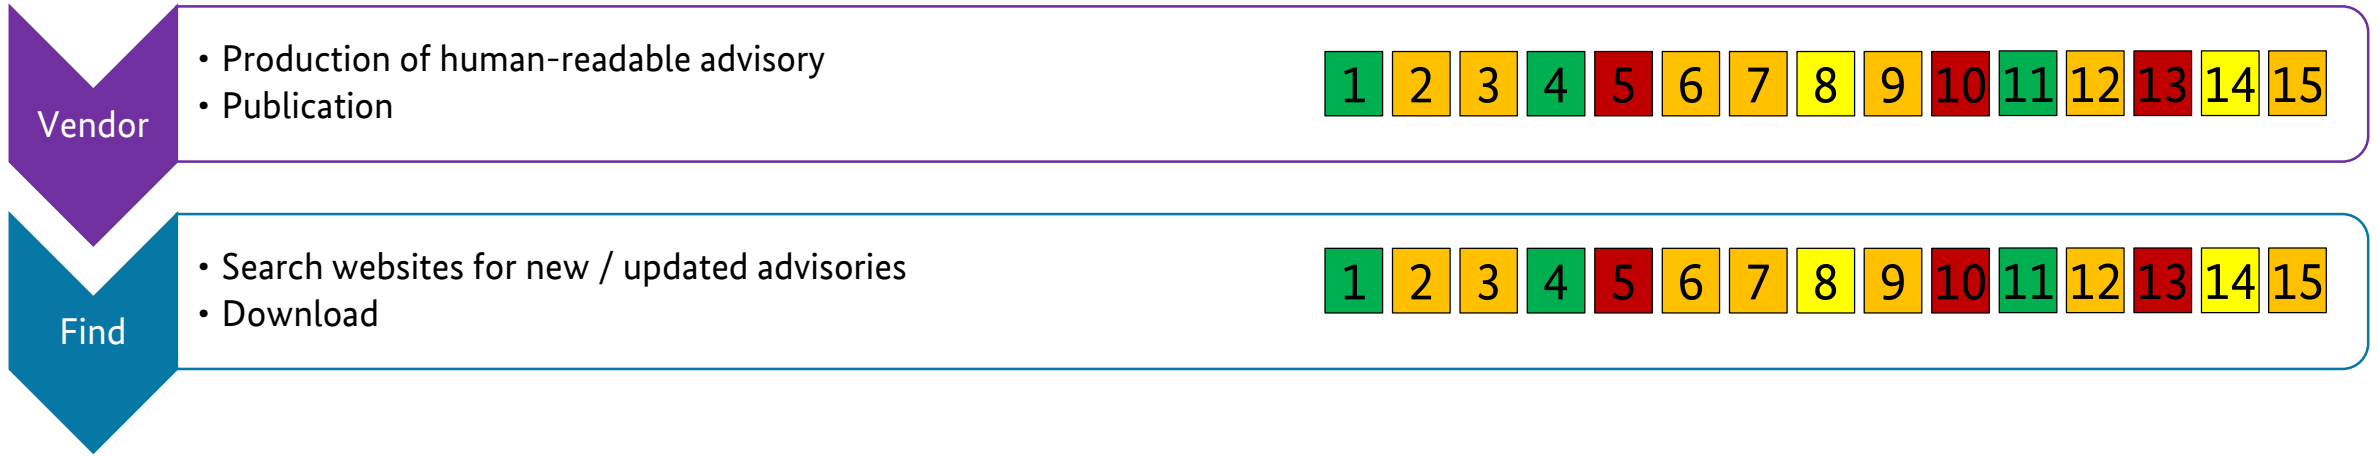 Vendor
• Production of human-readable advisory
• Publication
1 2 3 4 5 6 7 8 9 10 11 12 13 14 15
Find
• Search websites for new / updated advisories
• Download
1 2 3 4 5 6 7 8 9 10 11 12 13 14 15